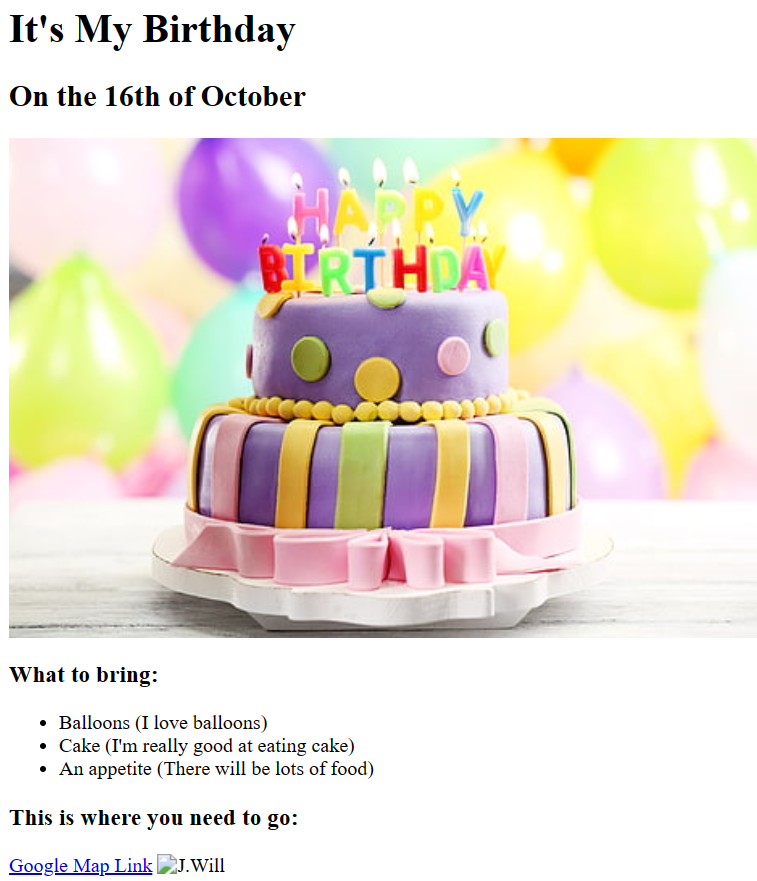 It's My Birthday
On the 16th of October
HAPPY
BIRTHDAY
What to bring:
Balloons (I love balloons)
Cake (I'm really good at eating cake)
An appetite (There will be lots of food)
This is where you need to go:
Google Map Link J.Will